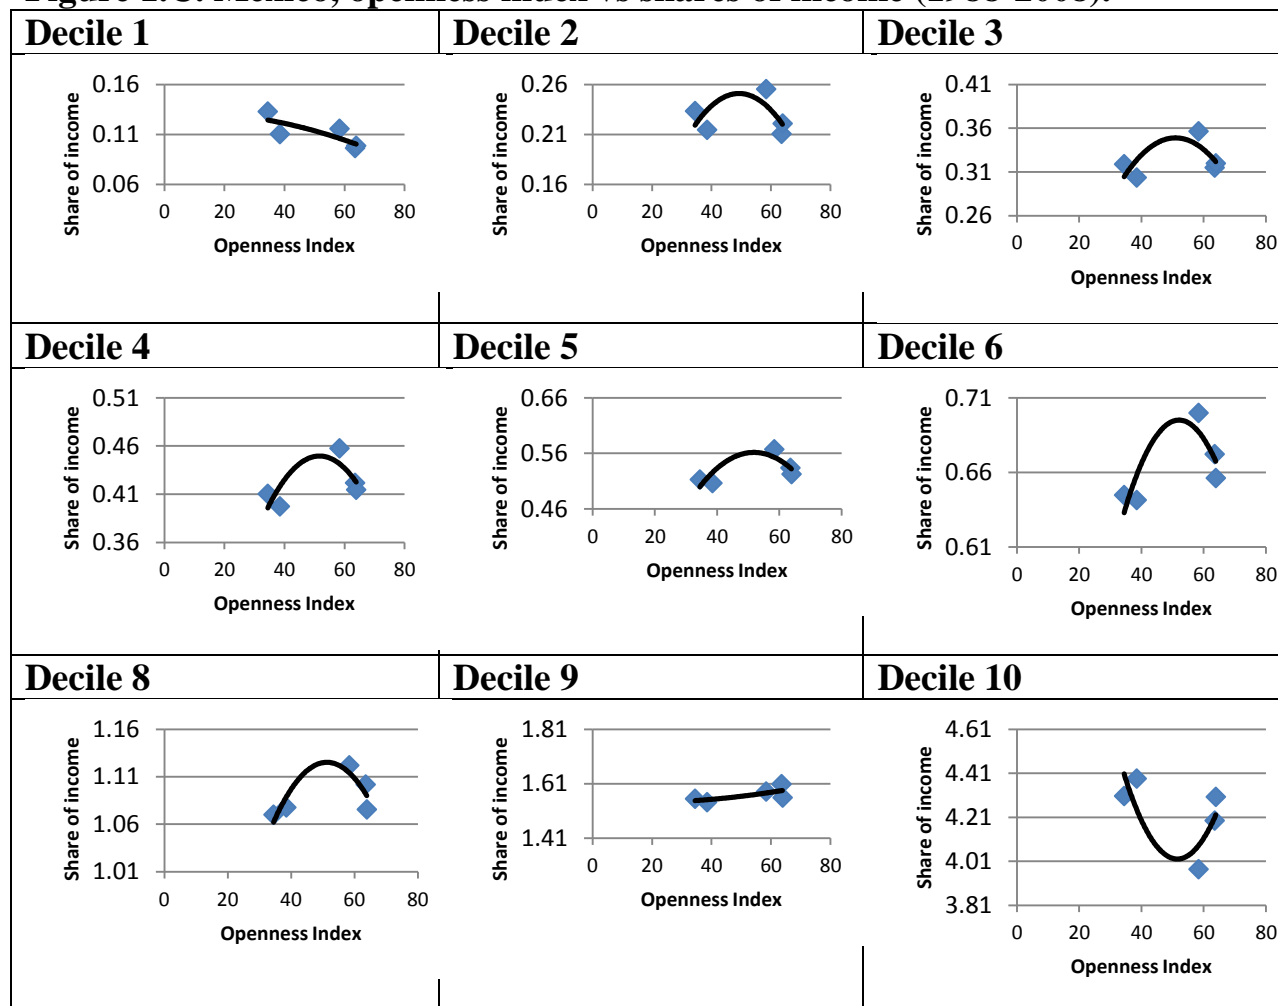 Decile 1 Decile 2 Decile 3
0.16
0.11
0.06
0 20 40 60 80
Share of income
Openness Index
0.26
0.21
0.16
0 20 40 60 80
Share of income
Openness Index
0.41
0.36
0.31
0.26
0 20 40 60 80
Share of income
Openness Index
Decile 4 Decile 5 Decile 6
0.51
0.46
0.41
0.36
0 20 40 60 80
Share of income
Openness Index
0.66
0.56
0.46
0 20 40 60 80
Share of income
Openness Index
0.71
0.66
0.61
0 20 40 60 80
Share of income
Openness Index
Decile 8 Decile 9 Decile 10
1.16
1.11
1.06
1.01
0 20 40 60 80
Share of income
Openness Index
1.81
1.61
1.41
0 20 40 60 80
Share of income
Openness Index
4.61
4.41
4.21
4.01
3.81
0 20 40 60 80
Share of income
Openness Index